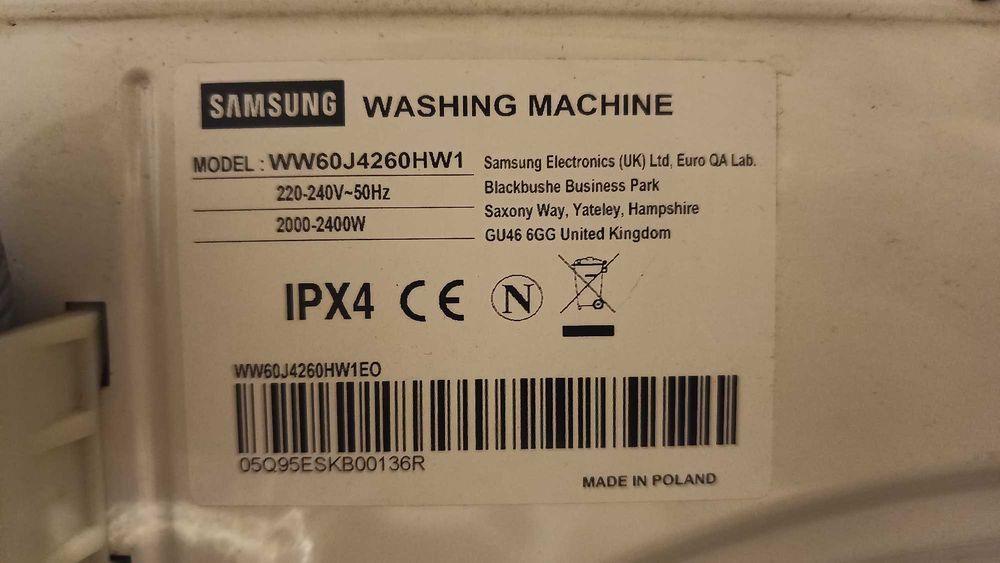 SAMSUNG WASHING MACHINE
MODEL : WW60J4260HW1
220-240V~50Hz
2000-2400W
Samsung Electronics (UK) Ltd, Euro QA Lab.
Blackbushe Business Park
Saxony Way, Yateley, Hampshire
GU46 6GG United Kingdom
IPX4 CE N
WW60J4260HW1EO
05Q95ESKB00136R
MADE IN POLAND